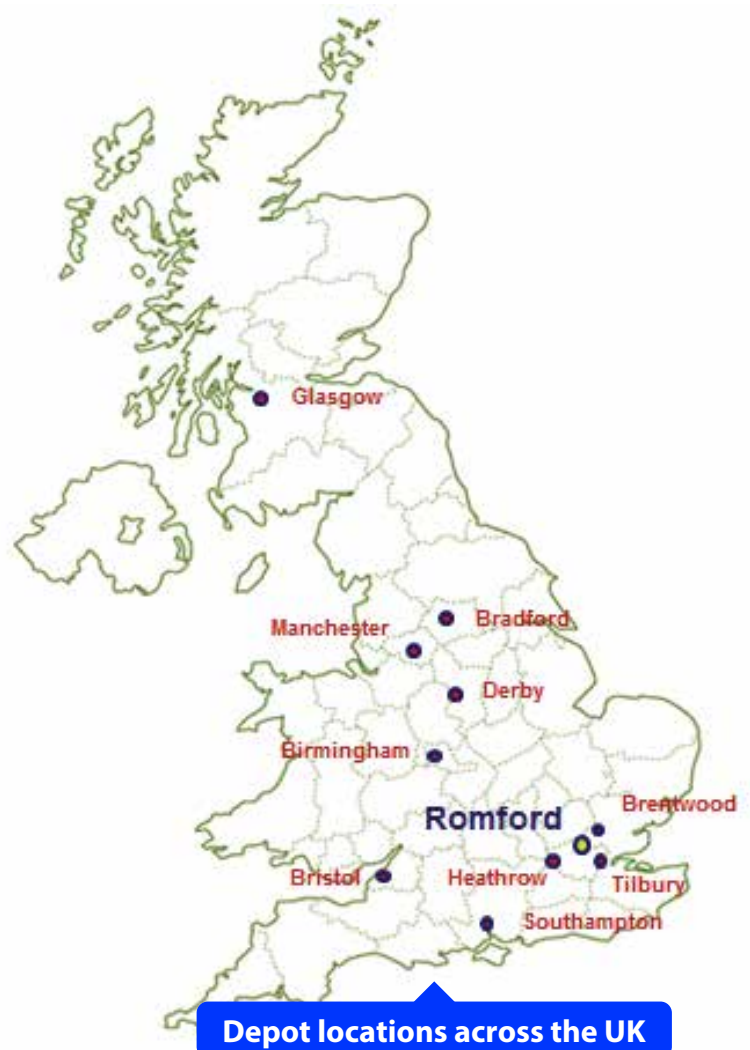 Glasgow
Bradford
Manchester
Derby
Birmingham
Brentwood
Romford
Bristol
Heathrow
Tilbury
Southampton
Depot locations across the UK